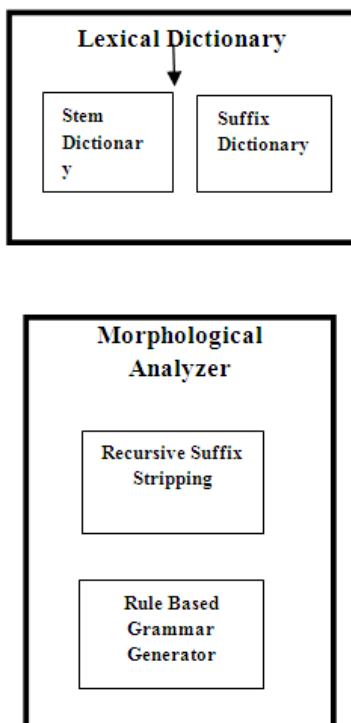 Lexical Dictionary
Stem
Dictionar
y
Suffix
Dictionary
Morphological
Analyzer
Recursive Suffix
Stripping
Rule Based
Grammar
Generator